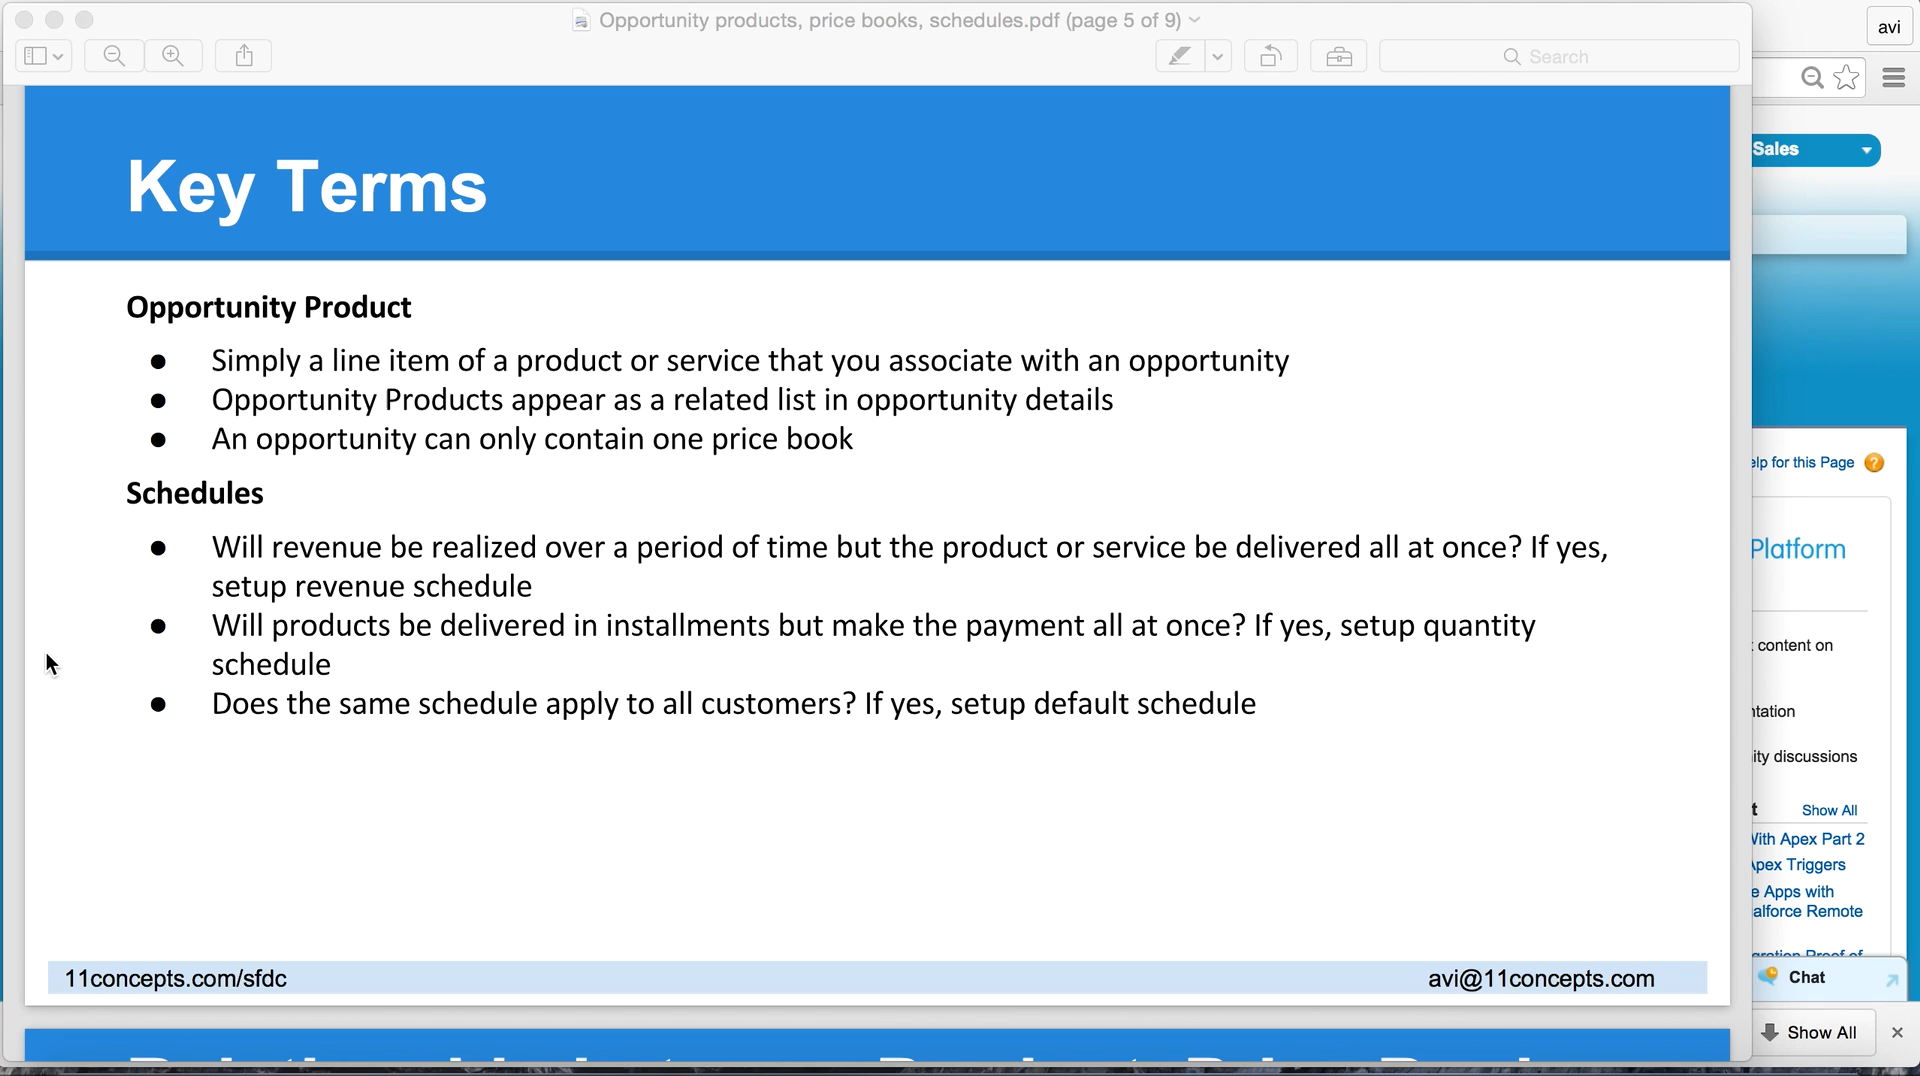 Opportunity products, price books, schedules.pdf (page 5 of 9)
avi
Search
Sales
Key Terms
Opportunity Product
● Simply a line item of a product or service that you associate with an opportunity
● Opportunity Products appear as a related list in opportunity details
● An opportunity can only contain one price book
Schedules
● Will revenue be realized over a period of time but the product or service be delivered all at once? If yes,
setup revenue schedule
● Will products be delivered in installments but make the payment all at once? If yes, setup quantity
schedule
● Does the same schedule apply to all customers? If yes, setup default schedule
11concepts.com/sfdc
avi@11concepts.com
elp for this Page
Platform
content on
ntation
ity discussions
t Show All
With Apex Part 2
Apex Triggers
e Apps with
alforce Remote
Chat
Show All